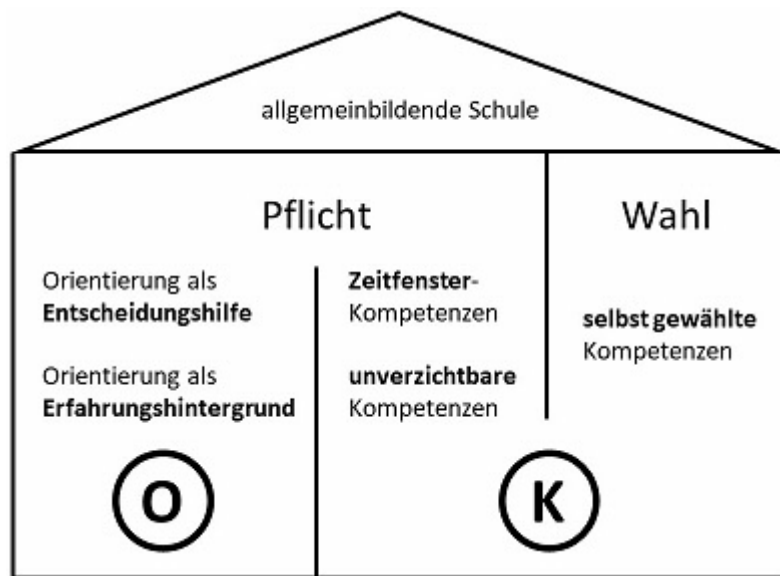 allgemeinbildende Schule
Pflicht
Wahl
Orientierung als
Entscheidungshilfe
Orientierung als
Erfahrungshintergrund
Zeitfenster-
Kompetenzen
unverzichtbare
Kompetenzen
selbst gewählte
Kompetenzen
O
K